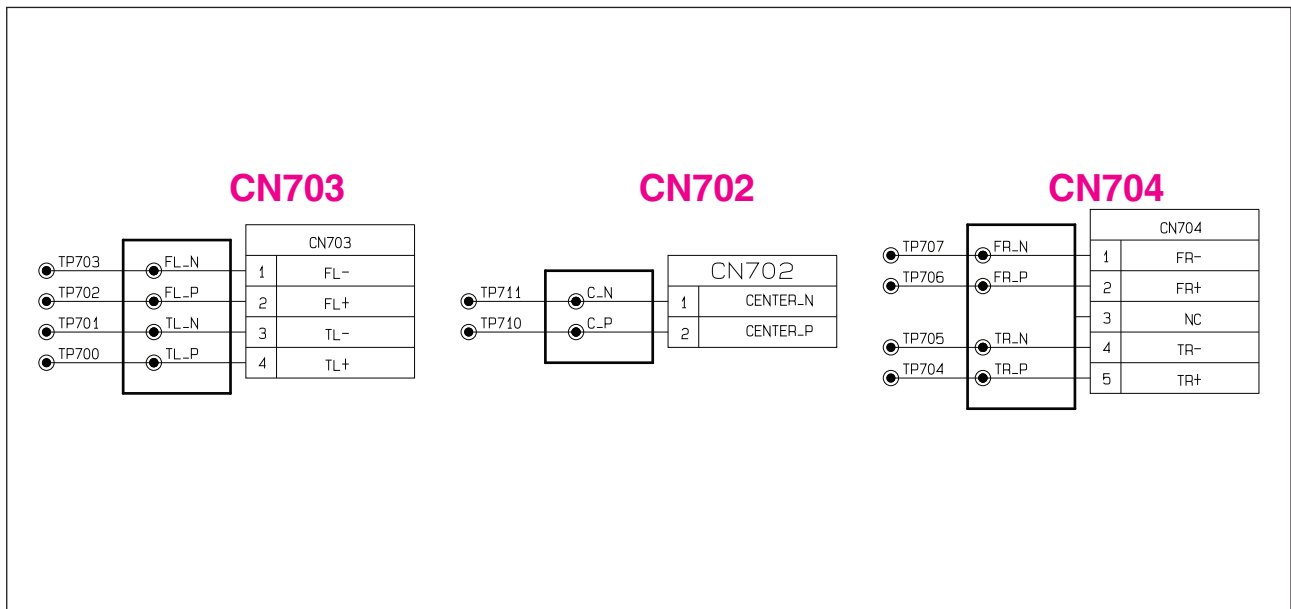 CN703
CN703
TP703 FL_N 1 FL-
TP702 FL_P 2 FL+
TP701 TL_N 3 TL-
TP700 TL_P 4 TL+
CN702
CN702
TP711 C_N 1 CENTER_N
TP710 C_P 2 CENTER_P
CN704
CN704
TP707 FR_N 1 FR-
TP706 FR_P 2 FR+
3 NC
TP705 TR_N 4 TR-
TP704 TR_P 5 TR+